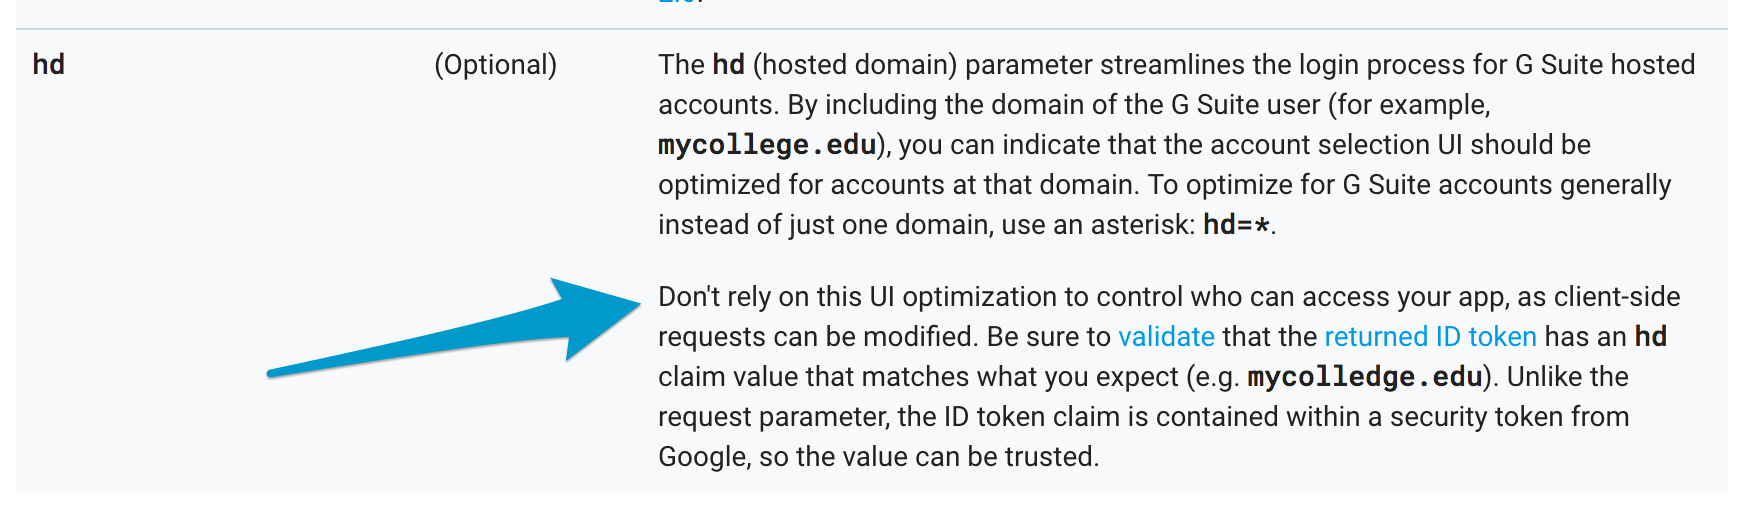 hd (Optional) The hd (hosted domain) parameter streamlines the login process for G Suite hosted
accounts. By including the domain of the G Suite user (for example,
mycollege.edu), you can indicate that the account selection UI should be
optimized for accounts at that domain. To optimize for G Suite accounts generally
instead of just one domain, use an asterisk: hd=*.
Don't rely on this UI optimization to control who can access your app, as client-side
requests can be modified. Be sure to validate that the returned ID token has an hd
claim value that matches what you expect (e.g. mycolledge.edu). Unlike the
request parameter, the ID token claim is contained within a security token from
Google, so the value can be trusted.